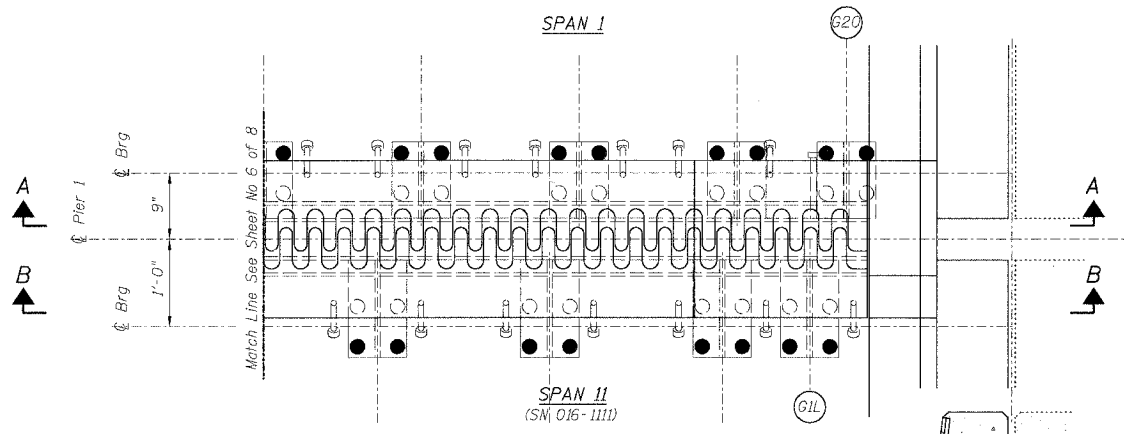 SPAN 1
G20
℄ Brg
℄ Pier 1
9"
1'-0"
℄ Brg
Match Line See Sheet No 6 of 8
A
A
B
B
SPAN 11
(SN 016-1111)
G1L